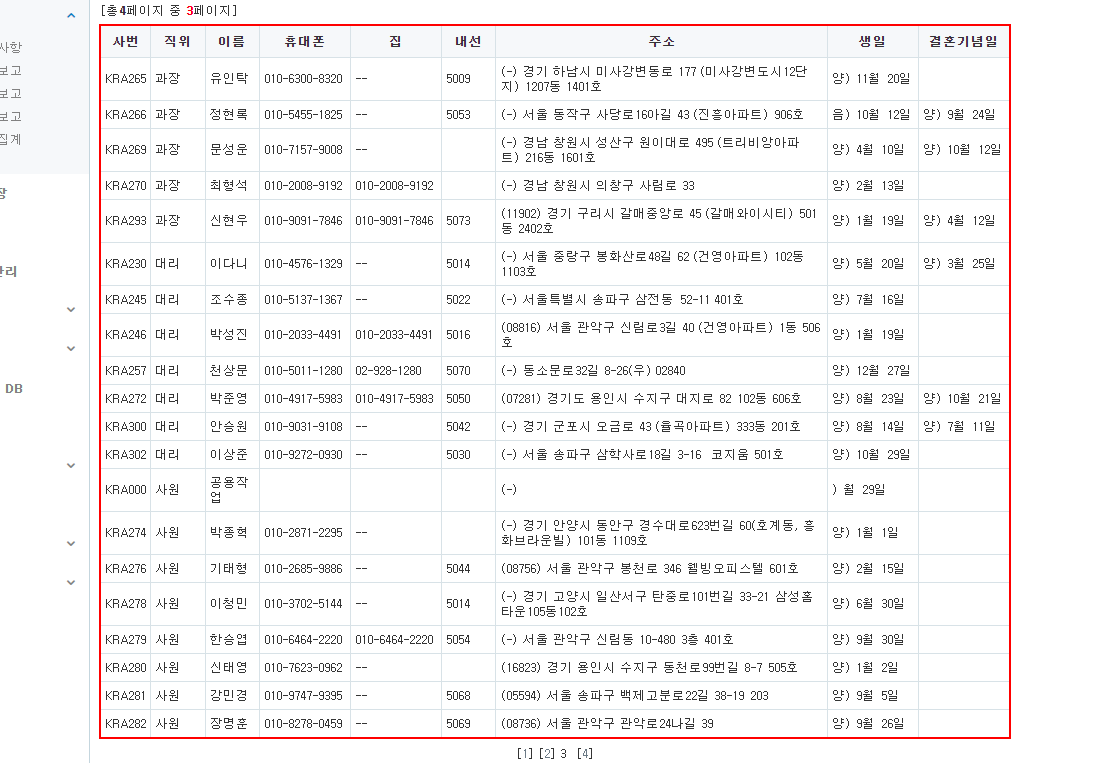 [총4페이지 중 3페이지]
사항
보고
보고
보고
집계
장
관리
DB
사번 직위 이름 휴대폰 집 내선 주소 생일 결혼기념일
KRA265 과장 유인탁 010-6300-8320 -- 5009 (-) 경기 하남시 미사강변동로 177 (미사강변도시12단
지) 1207동 1401호 양) 11월 20일
KRA266 과장 정현록 010-5455-1825 -- 5053 (-) 서울 동작구 사당로16아길 43 (진흥아파트) 906호 음) 10월 12일 양) 9월 24일
KRA269 과장 문성운 010-7157-9008 -- (-) 경남 창원시 성산구 원이대로 495 (트리비앙아파
트) 216동 1601호 양) 4월 10일 양) 10월 12일
KRA270 과장 최형석 010-2008-9192 010-2008-9192 (-) 경남 창원시 의창구 사림로 33 양) 2월 13일
KRA293 과장 신현우 010-9091-7846 010-9091-7846 5073 (11902) 경기 구리시 갈매중앙로 45 (갈매와이시티) 501
동 2402호 양) 1월 19일 양) 4월 12일
KRA230 대리 이다니 010-4576-1329 -- 5014 (-) 서울 중랑구 봉화산로48길 62 (건영아파트) 102동
1103호 양) 5월 20일 양) 3월 25일
KRA245 대리 조수종 010-5137-1367 -- 5022 (-) 서울특별시 송파구 삼전동 52-11 401호 양) 7월 16일
KRA246 대리 박성진 010-2033-4491 010-2033-4491 5016 (08816) 서울 관악구 신림로3길 40 (건영아파트) 1동 506
호 양) 1월 19일
KRA257 대리 천상문 010-5011-1280 02-928-1280 5070 (-) 동소문로32길 8-26(우) 02840 양) 12월 27일
KRA272 대리 박준영 010-4917-5983 010-4917-5983 5050 (07281) 경기도 용인시 수지구 대지로 82 102동 606호 양) 8월 23일 양) 10월 21일
KRA300 대리 안승원 010-9031-9108 -- 5042 (-) 경기 군포시 오금로 43 (율곡아파트) 333동 201호 양) 8월 14일 양) 7월 11일
KRA302 대리 이상준 010-9272-0930 -- 5030 (-) 서울 송파구 삼학사로18길 3-16 코지움 501호 양) 10월 29일
KRA000 사원 공용작
업 (-) ) 월 29일
KRA274 사원 박종혁 010-2871-2295 -- (-) 경기 안양시 동안구 경수대로623번길 60(호계동, 흥
화브라운빌) 101동 1109호 양) 1월 1일
KRA276 사원 기태형 010-2685-9886 -- 5044 (08756) 서울 관악구 봉천로 346 웰빙오피스텔 601호 양) 2월 15일
KRA278 사원 이청민 010-3702-5144 -- 5014 (-) 경기 고양시 일산서구 탄중로101번길 33-21 삼성홈
타운105동102호 양) 6월 30일
KRA279 사원 한승엽 010-6464-2220 010-6464-2220 5054 (-) 서울 관악구 신림동 10-480 3층 401호 양) 9월 30일
KRA280 사원 신태영 010-7623-0962 -- (16823) 경기 용인시 수지구 동천로99번길 8-7 505호 양) 1월 2일
KRA281 사원 강민경 010-9747-9395 -- 5068 (05594) 서울 송파구 백제고분로22길 38-19 203 양) 9월 5일
KRA282 사원 장명훈 010-8278-0459 -- 5069 (08736) 서울 관악구 관악로24나길 39 양) 9월 26일
[1] [2] 3 [4]